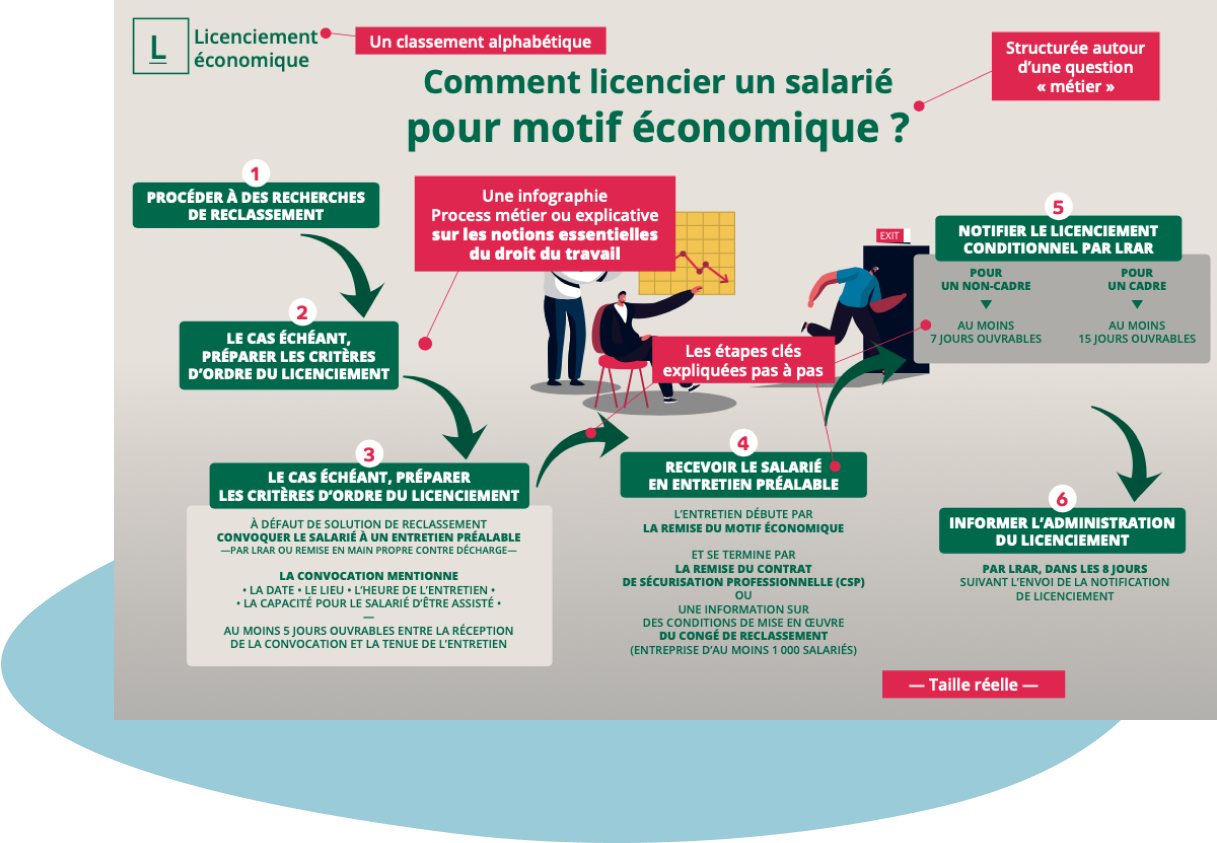 L
Licenciement
économique
Un classement alphabétique
Structurée autour
d’une question
« métier »
Comment licencier un salarié
pour motif économique ?
1
PROCÉDER À DES RECHERCHES
DE RECLASSEMENT
Une infographie
Process métier ou explicative
sur les notions essentielles
du droit du travail
2
LE CAS ÉCHÉANT,
PRÉPARER LES CRITÈRES
D’ORDRE DU LICENCIEMENT
3
LE CAS ÉCHÉANT, PRÉPARER
LES CRITÈRES D’ORDRE DU LICENCIEMENT
À DÉFAUT DE SOLUTION DE RECLASSEMENT
CONVOQUER LE SALARIÉ À UN ENTRETIEN PRÉALABLE
—PAR LRAR OU REMISE EN MAIN PROPRE CONTRE DÉCHARGE—
LA CONVOCATION MENTIONNE
• LA DATE • LE LIEU • L’HEURE DE L’ENTRETIEN •
• LA CAPACITÉ POUR LE SALARIÉ D’ÊTRE ASSISTÉ •
—
AU MOINS 5 JOURS OUVRABLES ENTRE LA RÉCEPTION
DE LA CONVOCATION ET LA TENUE DE L’ENTRETIEN
Les étapes clés
expliquées pas à pas
4
RECEVOIR LE SALARIÉ
EN ENTRETIEN PRÉALABLE
L’ENTRETIEN DÉBUTE PAR
LA REMISE DU MOTIF ÉCONOMIQUE
ET SE TERMINE PAR
LA REMISE DU CONTRAT
DE SÉCURISATION PROFESSIONNELLE (CSP)
OU
UNE INFORMATION SUR
DES CONDITIONS DE MISE EN ŒUVRE
DU CONGÉ DE RECLASSEMENT
(ENTREPRISE D’AU MOINS 1 000 SALARIÉS)
EXIT
5
NOTIFIER LE LICENCIEMENT
CONDITIONNEL PAR LRAR
POUR
UN NON-CADRE
AU MOINS
7 JOURS OUVRABLES
POUR
UN CADRE
AU MOINS
15 JOURS OUVRABLES
6
INFORMER L’ADMINISTRATION
DU LICENCIEMENT
PAR LRAR, DANS LES 8 JOURS
SUIVANT L’ENVOI DE LA NOTIFICATION
DE LICENCIEMENT
— Taille réelle —